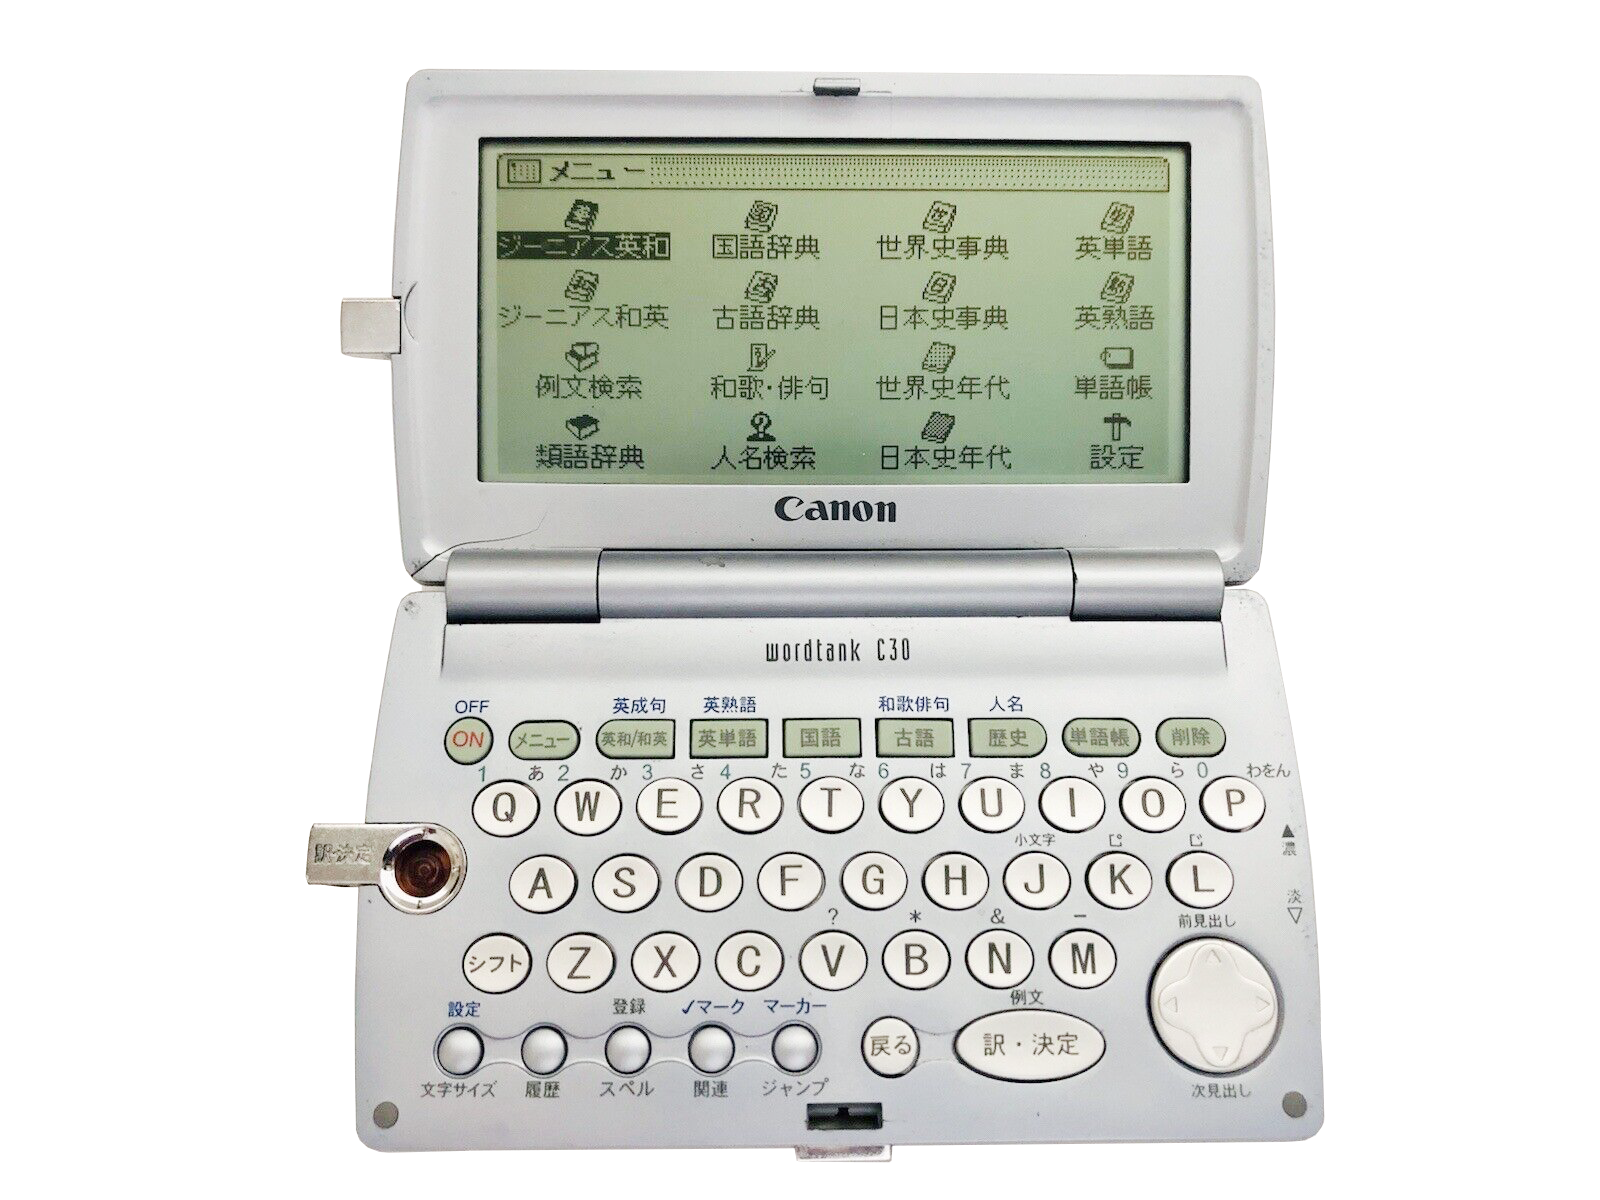 メニュー
ジーニアス英和 国語辞典 世界史事典 英単語
ジーニアス和英 古語辞典 日本史事典 英熟語
例文検索 和歌・俳句 世界史年代 単語帳
類語辞典 人名検索 日本史年代 設定
Canon
wordtank C30
OFF 英成句 英熟語 和歌俳句 人名
ON メニュー 英和/和英 英単語 国語 古語 歴史 単語帳 削除
1 あ 2 か 3 さ 4 た 5 な 6 は 7 ま 8 や 9 ら 0 わをん
Q W E R T Y U I O P
小文字 ば゜ ば゛
▲
濃
訳・決定
A S D F G H J K L
淡
▽
? * & − 前見出し
シフト Z X C V B N M
設定 登録 ✓マーク マーカー 例文
戻る 訳・決定
文字サイズ 履歴 スペル 関連 ジャンプ 次見出し